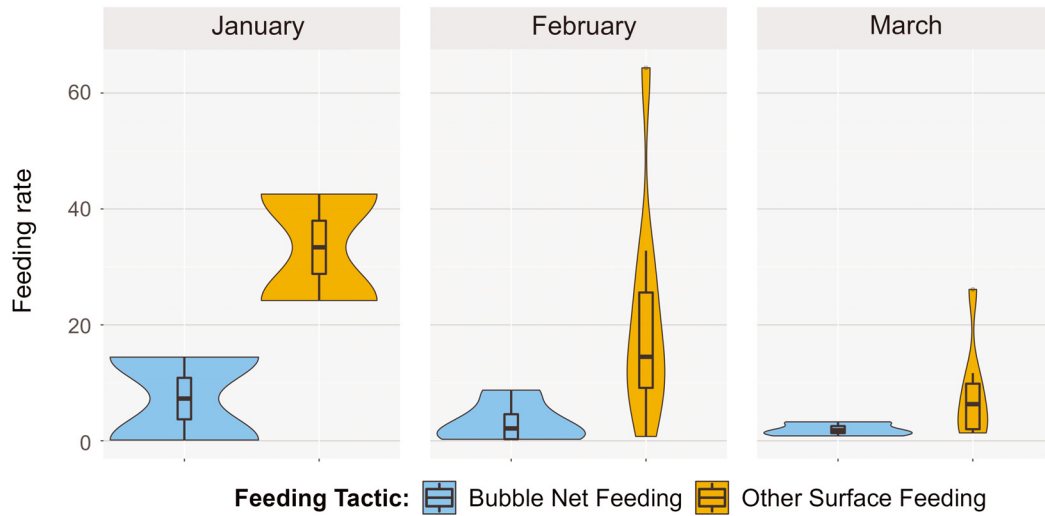 January
February
March
Feeding rate
60
40
20
0
Feeding Tactic: Bubble Net Feeding Other Surface Feeding